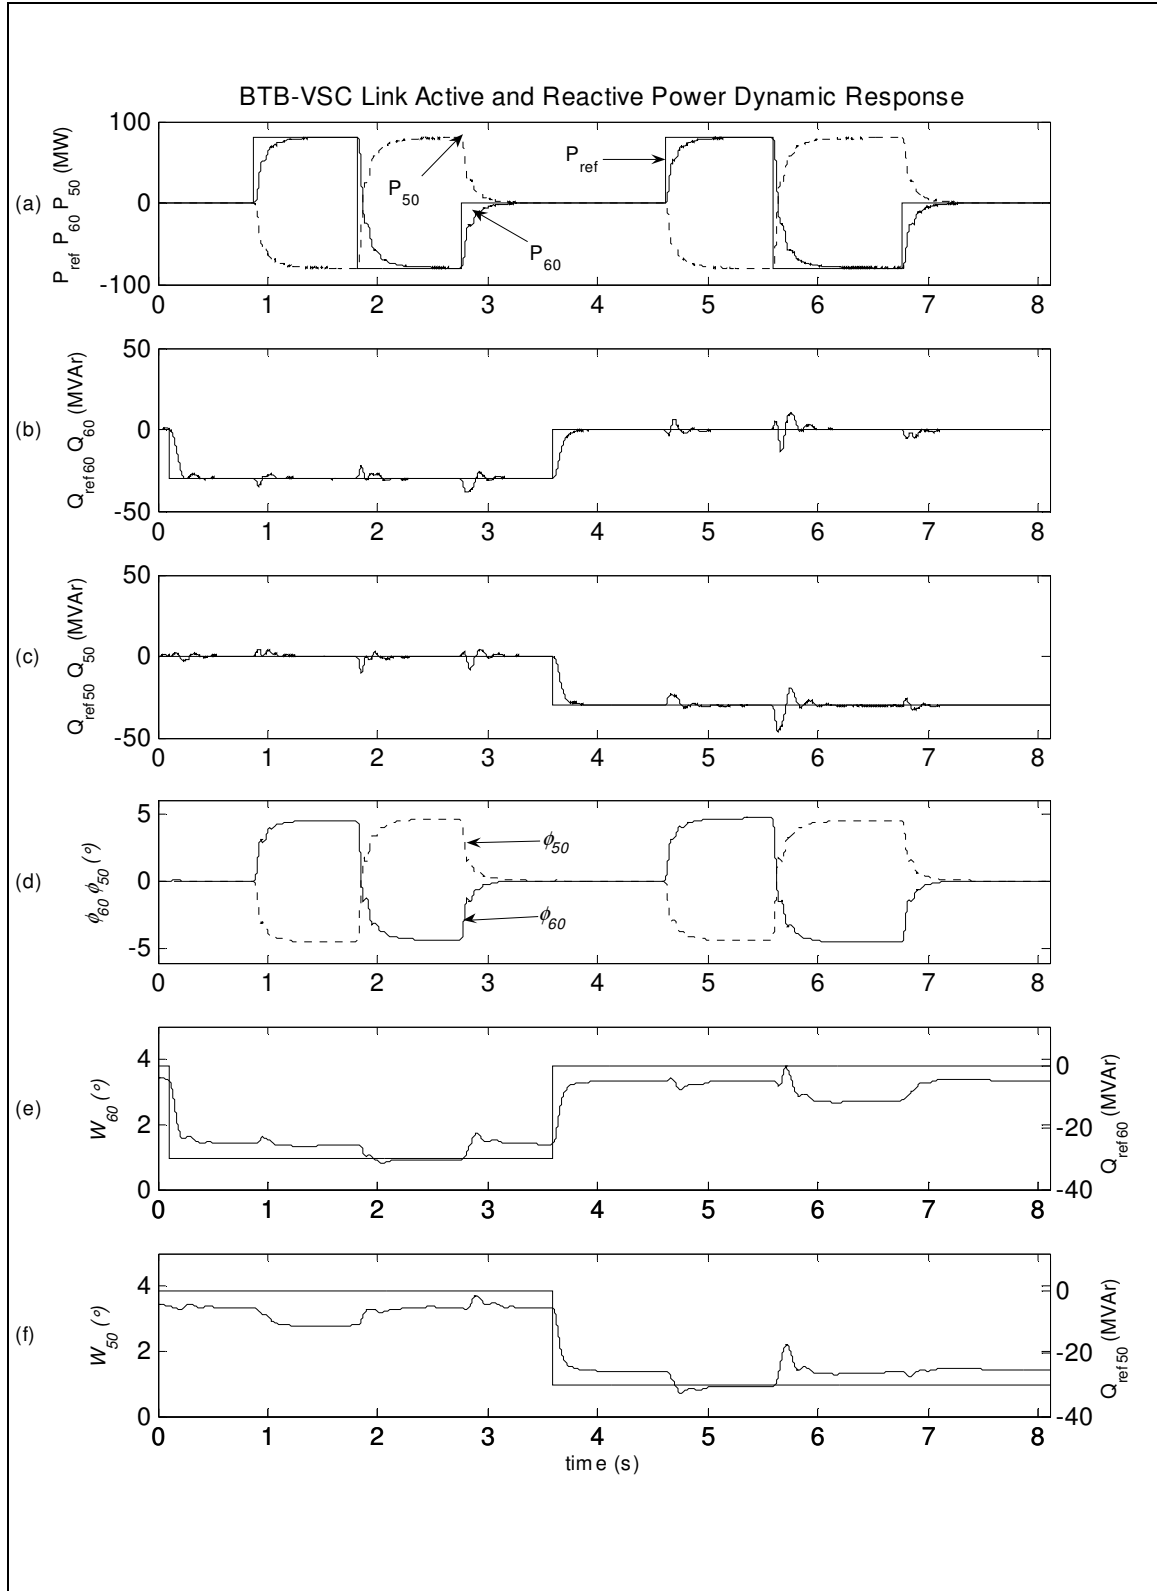 BTB-VSC Link Active and Reactive Power Dynamic Response
(a)
P_ref P_60 P_50 (MW)
100
0
-100
P_ref
P_50
P_60
0 1 2 3 4 5 6 7 8
(b)
Q_ref60 Q_60 (MVAr)
50
0
-50
0 1 2 3 4 5 6 7 8
(c)
Q_ref50 Q_50 (MVAr)
50
0
-50
0 1 2 3 4 5 6 7 8
(d)
ϕ_60 ϕ_50 (°)
5
0
-5
ϕ_50
ϕ_60
0 1 2 3 4 5 6 7 8
(e)
W_60 (°)
4
2
0
0
-20
-40
Q_ref60 (MVAr)
0 1 2 3 4 5 6 7 8
(f)
W_50 (°)
4
2
0
0
-20
-40
Q_ref50 (MVAr)
0 1 2 3 4 5 6 7 8
time (s)